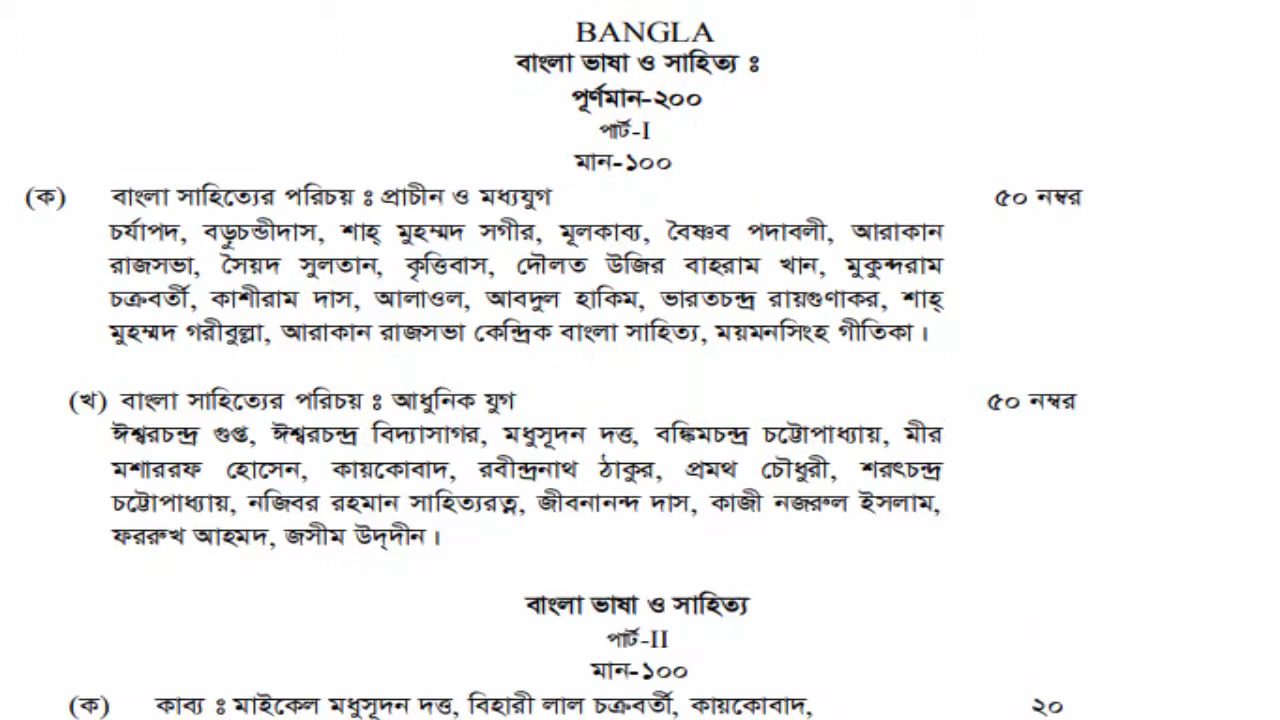 BANGLA
বাংলা ভাষা ও সাহিত্য ঃ
পূর্ণমান-২০০
পার্ট-I
মান-১০০
(ক) বাংলা সাহিত্যের পরিচয় ঃ প্রাচীন ও মধ্যযুগ ৫০ নম্বর
চর্যাপদ, বড়ুচন্ডীদাস, শাহ্ মুহম্মদ সগীর, মূলকাব্য, বৈষ্ণব পদাবলী, আরাকান
রাজসভা, সৈয়দ সুলতান, কৃত্তিবাস, দৌলত উজির বাহরাম খান, মুকুন্দরাম
চক্রবর্তী, কাশীরাম দাস, আলাওল, আবদুল হাকিম, ভারতচন্দ্র রায়গুণাকর, শাহ্
মুহম্মদ গরীবুল্লা, আরাকান রাজসভা কেন্দ্রিক বাংলা সাহিত্য, ময়মনসিংহ গীতিকা।
(খ) বাংলা সাহিত্যের পরিচয় ঃ আধুনিক যুগ ৫০ নম্বর
ঈশ্বরচন্দ্র গুপ্ত, ঈশ্বরচন্দ্র বিদ্যাসাগর, মধুসূদন দত্ত, বঙ্কিমচন্দ্র চট্টোপাধ্যায়, মীর
মশাররফ হোসেন, কায়কোবাদ, রবীন্দ্রনাথ ঠাকুর, প্রমথ চৌধুরী, শরৎচন্দ্র
চট্টোপাধ্যায়, নজিবর রহমান সাহিত্যরত্ন, জীবনানন্দ দাস, কাজী নজরুল ইসলাম,
ফররুখ আহমদ, জসীম উদ্‌দীন।
বাংলা ভাষা ও সাহিত্য
পার্ট-II
মান-১০০
(ক) কাব্য ঃ মাইকেল মধুসূদন দত্ত, বিহারী লাল চক্রবর্তী, কায়কোবাদ, ২০